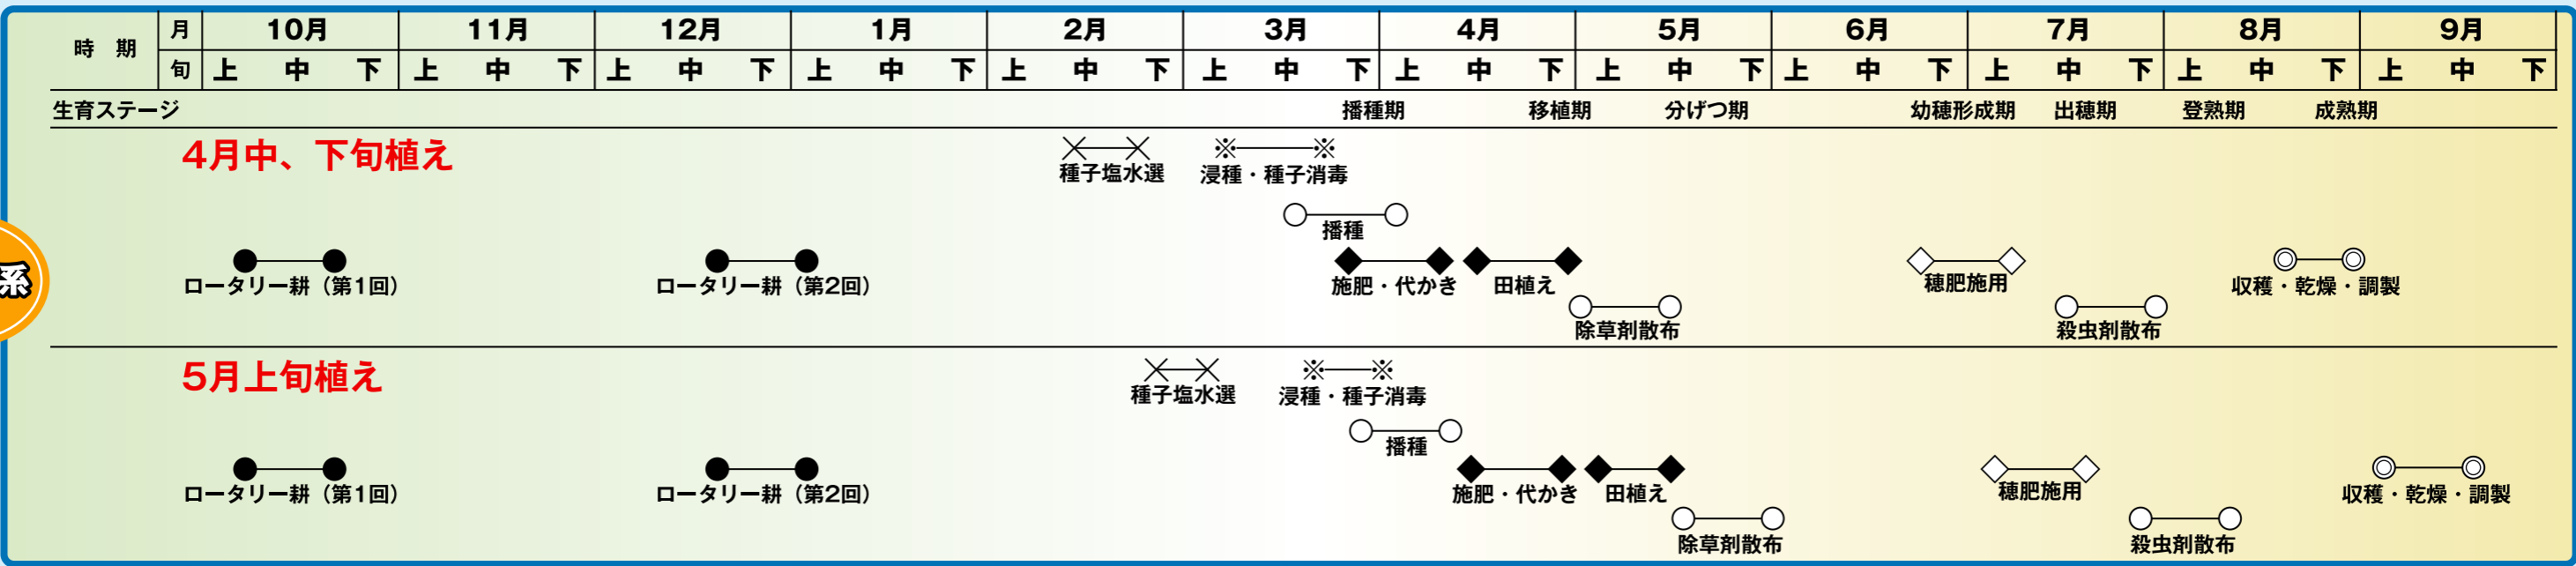 時　期 月 10月 11月 12月 1月 2月 3月 4月 5月 6月 7月 8月 9月
旬 上 中 下 上 中 下 上 中 下 上 中 下 上 中 下 上 中 下 上 中 下 上 中 下 上 中 下 上 中 下 上 中 下 上 中 下
生育ステージ 播種期 移植期 分げつ期 幼穂形成期 出穂期 登熟期 成熟期
4月中、下旬植え
種子塩水選 浸種・種子消毒
播種
系
ロータリー耕（第1回） ロータリー耕（第2回） 施肥・代かき 田植え 穂肥施用 収穫・乾燥・調製
除草剤散布 殺虫剤散布
5月上旬植え
種子塩水選 浸種・種子消毒
播種
ロータリー耕（第1回） ロータリー耕（第2回） 施肥・代かき 田植え 穂肥施用 収穫・乾燥・調製
除草剤散布 殺虫剤散布